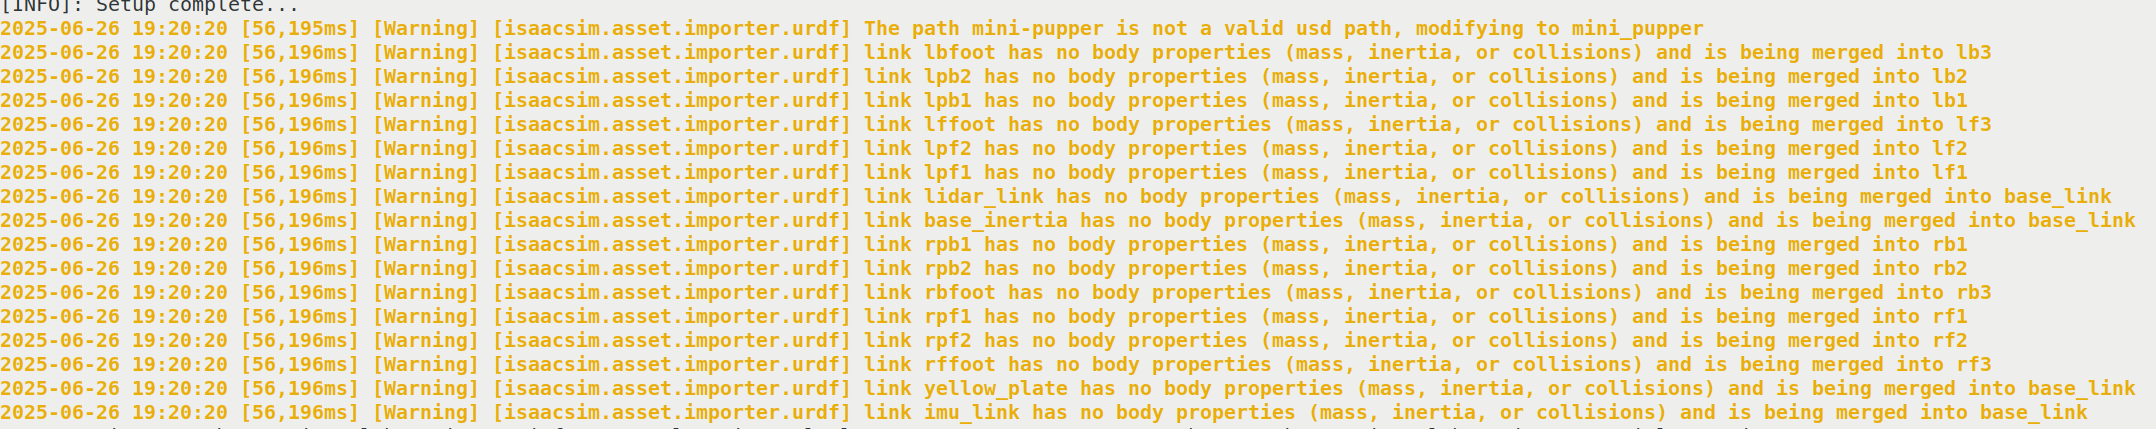 [INFO]: Setup complete...
2025-06-26 19:20:20 [56,195ms] [Warning] [isaacsim.asset.importer.urdf] The path mini-pupper is not a valid usd path, modifying to mini_pupper
2025-06-26 19:20:20 [56,196ms] [Warning] [isaacsim.asset.importer.urdf] link lbfoot has no body properties (mass, inertia, or collisions) and is being merged into lb3
2025-06-26 19:20:20 [56,196ms] [Warning] [isaacsim.asset.importer.urdf] link lpb2 has no body properties (mass, inertia, or collisions) and is being merged into lb2
2025-06-26 19:20:20 [56,196ms] [Warning] [isaacsim.asset.importer.urdf] link lpb1 has no body properties (mass, inertia, or collisions) and is being merged into lb1
2025-06-26 19:20:20 [56,196ms] [Warning] [isaacsim.asset.importer.urdf] link lffoot has no body properties (mass, inertia, or collisions) and is being merged into lf3
2025-06-26 19:20:20 [56,196ms] [Warning] [isaacsim.asset.importer.urdf] link lpf2 has no body properties (mass, inertia, or collisions) and is being merged into lf2
2025-06-26 19:20:20 [56,196ms] [Warning] [isaacsim.asset.importer.urdf] link lpf1 has no body properties (mass, inertia, or collisions) and is being merged into lf1
2025-06-26 19:20:20 [56,196ms] [Warning] [isaacsim.asset.importer.urdf] link lidar_link has no body properties (mass, inertia, or collisions) and is being merged into base_link
2025-06-26 19:20:20 [56,196ms] [Warning] [isaacsim.asset.importer.urdf] link base_inertia has no body properties (mass, inertia, or collisions) and is being merged into base_link
2025-06-26 19:20:20 [56,196ms] [Warning] [isaacsim.asset.importer.urdf] link rpb1 has no body properties (mass, inertia, or collisions) and is being merged into rb1
2025-06-26 19:20:20 [56,196ms] [Warning] [isaacsim.asset.importer.urdf] link rpb2 has no body properties (mass, inertia, or collisions) and is being merged into rb2
2025-06-26 19:20:20 [56,196ms] [Warning] [isaacsim.asset.importer.urdf] link rbfoot has no body properties (mass, inertia, or collisions) and is being merged into rb3
2025-06-26 19:20:20 [56,196ms] [Warning] [isaacsim.asset.importer.urdf] link rpf1 has no body properties (mass, inertia, or collisions) and is being merged into rf1
2025-06-26 19:20:20 [56,196ms] [Warning] [isaacsim.asset.importer.urdf] link rpf2 has no body properties (mass, inertia, or collisions) and is being merged into rf2
2025-06-26 19:20:20 [56,196ms] [Warning] [isaacsim.asset.importer.urdf] link rffoot has no body properties (mass, inertia, or collisions) and is being merged into rf3
2025-06-26 19:20:20 [56,196ms] [Warning] [isaacsim.asset.importer.urdf] link yellow_plate has no body properties (mass, inertia, or collisions) and is being merged into base_link
2025-06-26 19:20:20 [56,196ms] [Warning] [isaacsim.asset.importer.urdf] link imu_link has no body properties (mass, inertia, or collisions) and is being merged into base_link